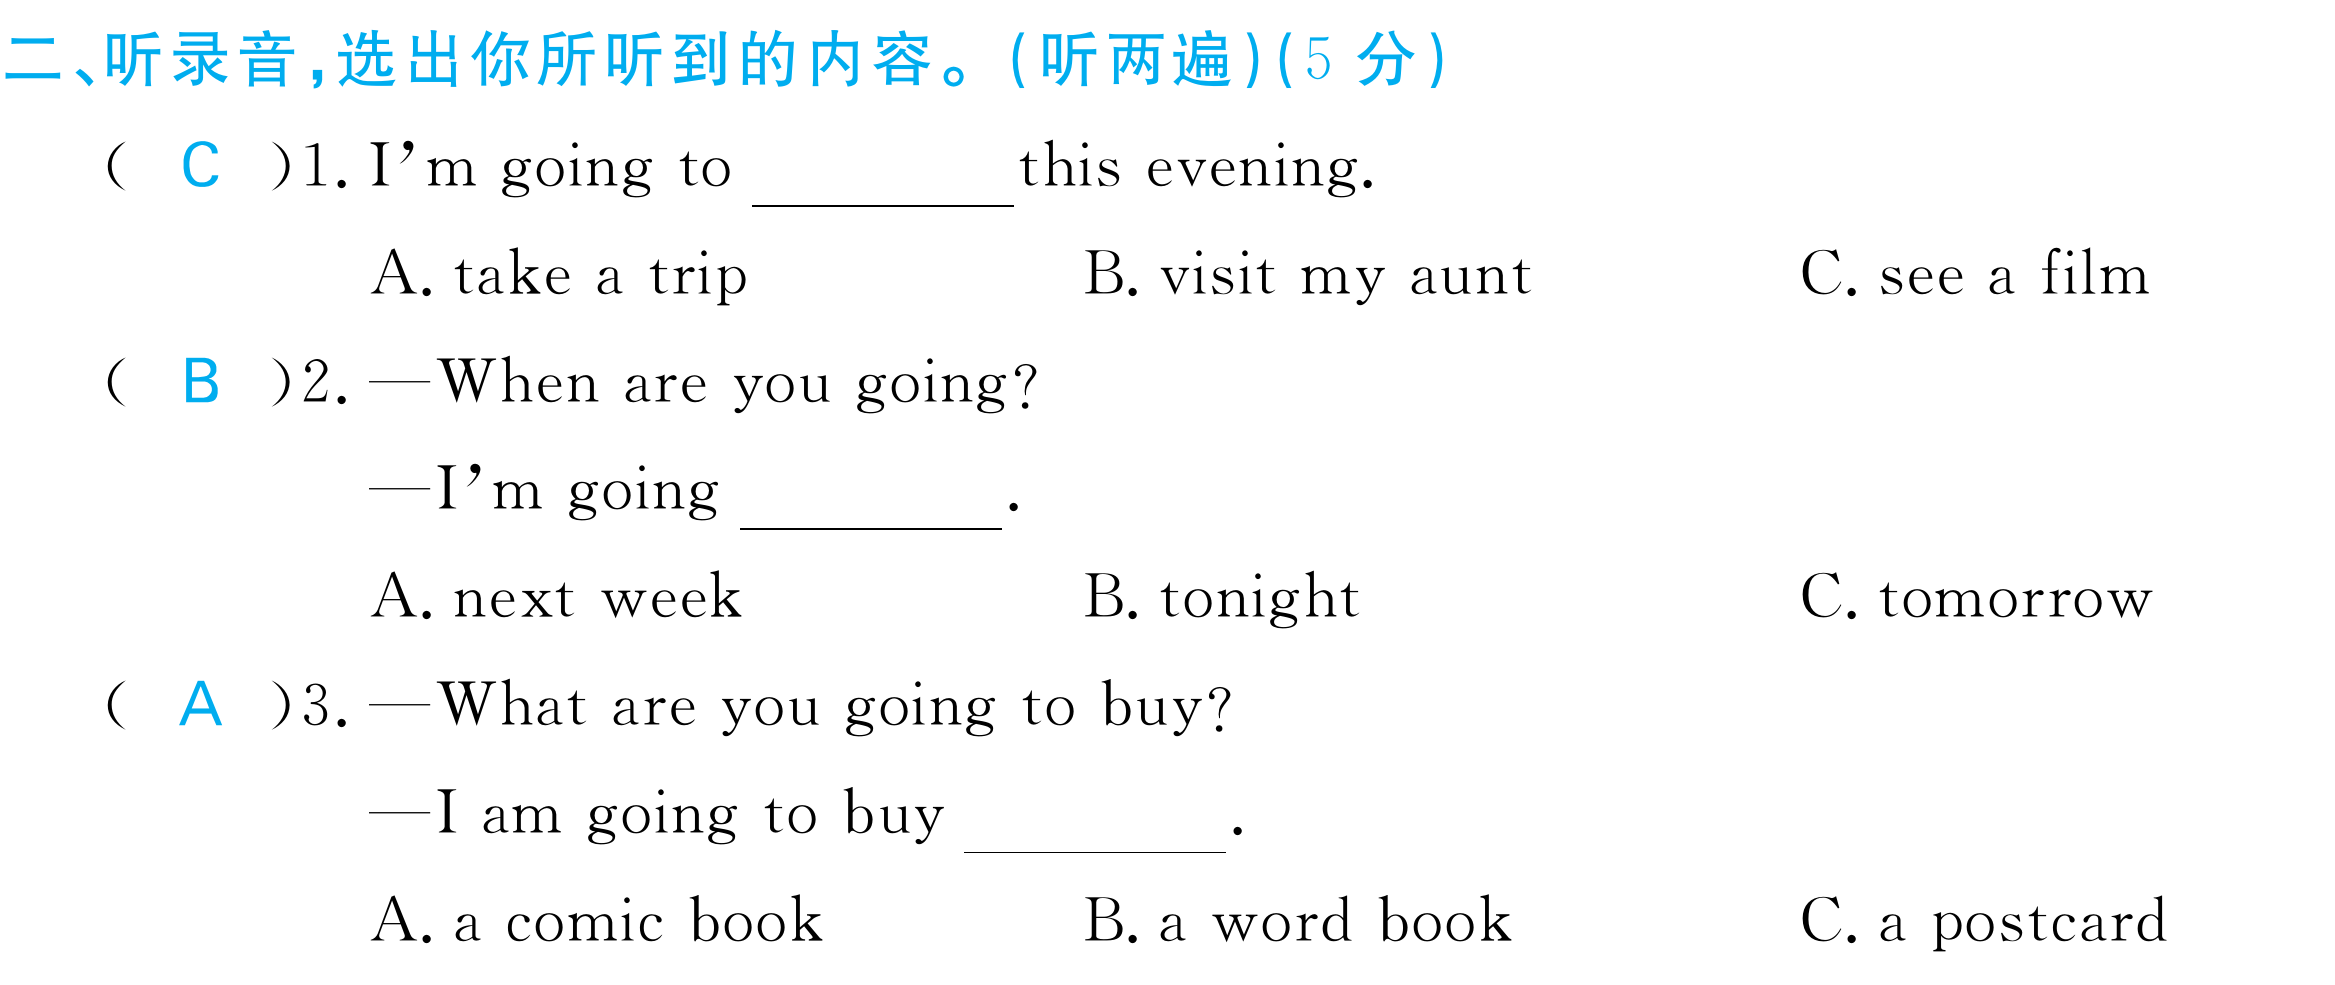 二、听录音,选出你所听到的内容。(听两遍)(5 分)
( C )1. I’m going to ________ this evening.
A. take a trip B. visit my aunt C. see a film
( B )2. —When are you going?
—I’m going ________.
A. next week B. tonight C. tomorrow
( A )3. —What are you going to buy?
—I am going to buy ________.
A. a comic book B. a word book C. a postcard